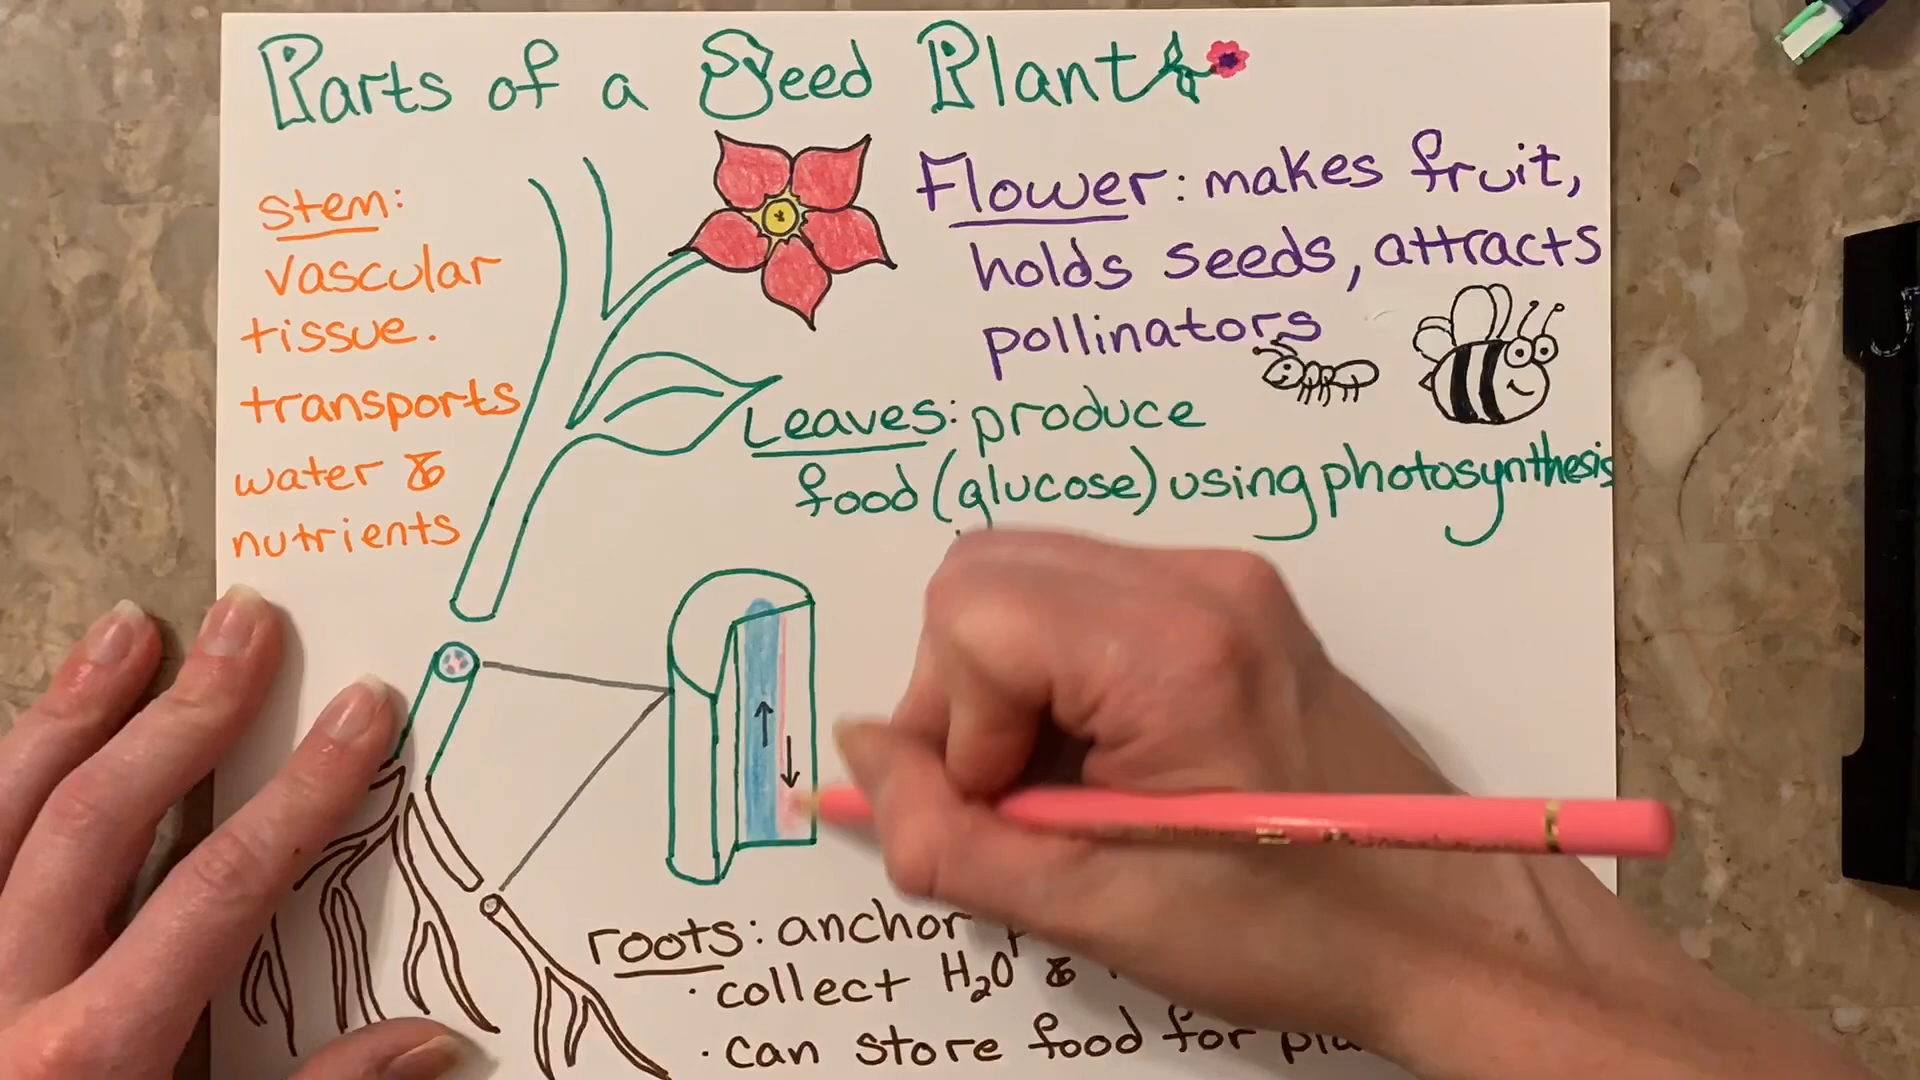 Parts of a Seed Plant
stem:
vascular
tissue.
transports
water &
nutrients
Flower: makes fruit,
holds seeds, attracts
pollinators
Leaves: produce
food (glucose) using photosynthesis
roots: anchor
· collect H₂O &
· can store food for